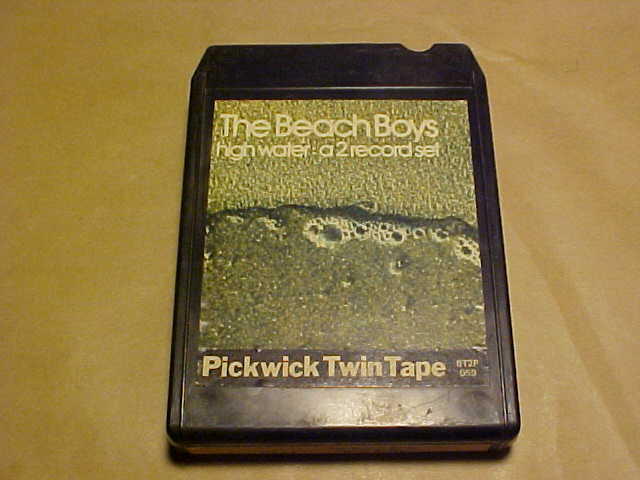 The Beach Boys
high water: a 2 record set
Pickwick Twin Tape
8T2P
059